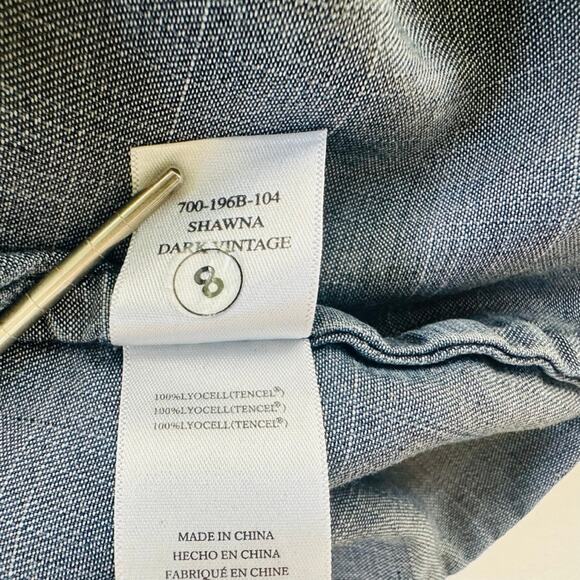 700-196B-104
SHAWNA
DARK VINTAGE
8
100%LYOCELL(TENCEL®)
100%LYOCELL(TENCEL®)
100%LYOCELL(TENCEL®)
MADE IN CHINA
HECHO EN CHINA
FABRIQUÉ EN CHINE